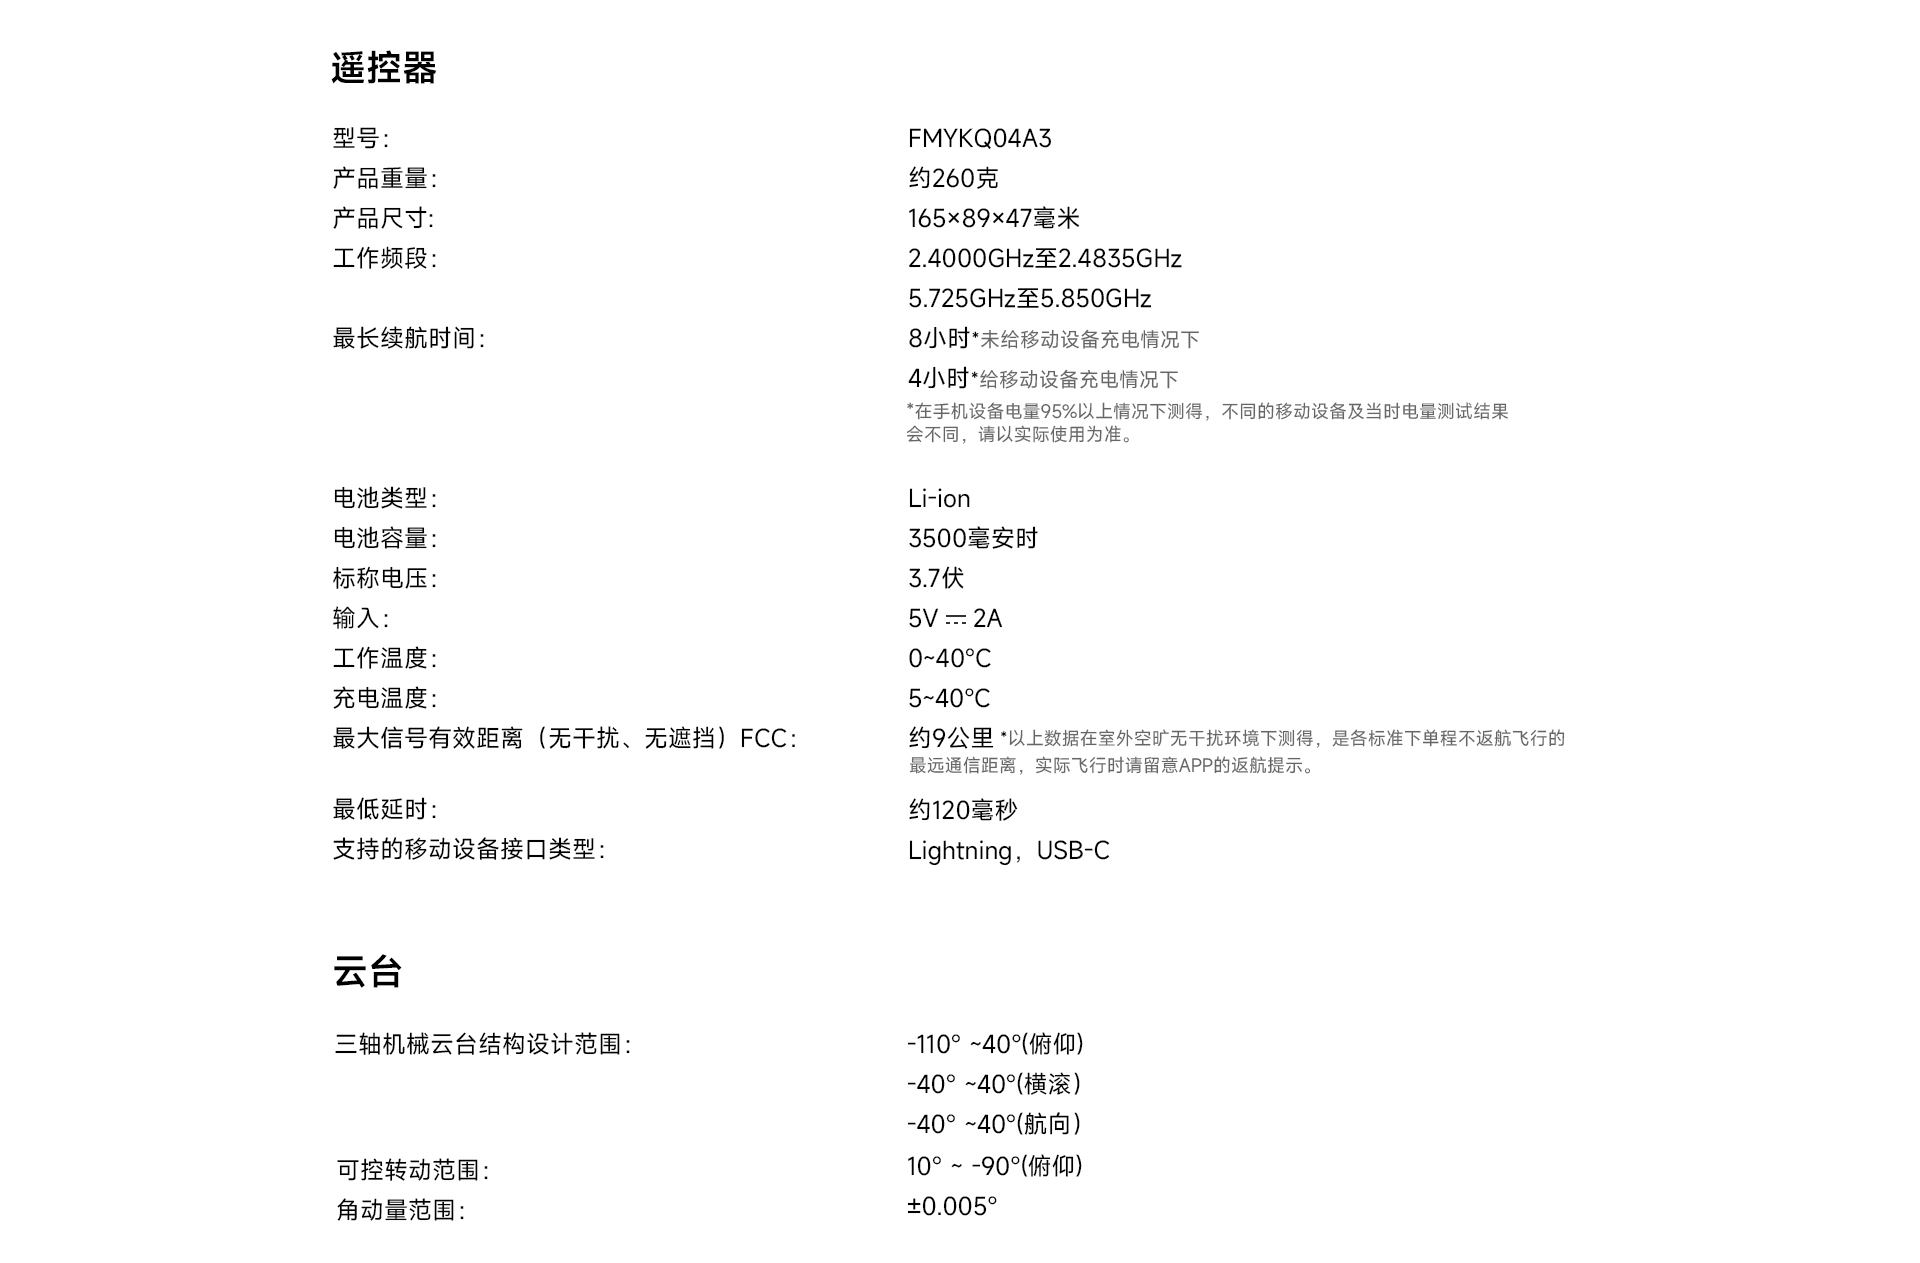 遥控器
型号： FMYKQ04A3
产品重量： 约260克
产品尺寸: 165×89×47毫米
工作频段： 2.4000GHz至2.4835GHz
5.725GHz至5.850GHz
最长续航时间： 8小时*未给移动设备充电情况下
4小时*给移动设备充电情况下
*在手机设备电量95%以上情况下测得，不同的移动设备及当时电量测试结果
会不同，请以实际使用为准。
电池类型： Li-ion
电池容量： 3500毫安时
标称电压： 3.7伏
输入： 5V ⎓ 2A
工作温度： 0~40°C
充电温度： 5~40°C
最大信号有效距离（无干扰、无遮挡）FCC： 约9公里 *以上数据在室外空旷无干扰环境下测得，是各标准下单程不返航飞行的
最远通信距离，实际飞行时请留意APP的返航提示。
最低延时： 约120毫秒
支持的移动设备接口类型： Lightning，USB-C
云台
三轴机械云台结构设计范围： -110° ~40°(俯仰)
-40° ~40°(横滚)
-40° ~40°(航向)
可控转动范围： 10° ~ -90°(俯仰)
角动量范围： ±0.005°